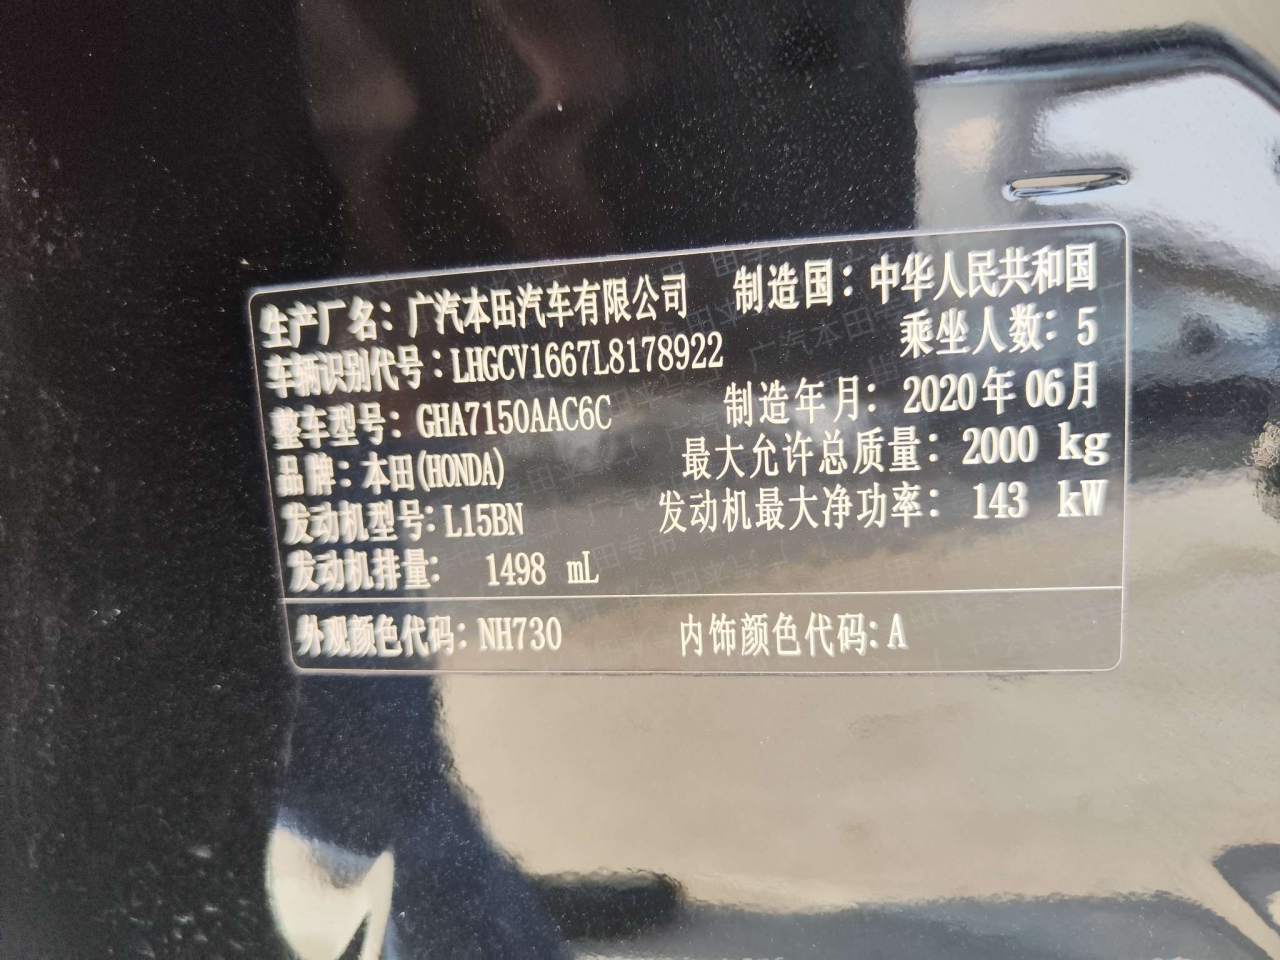 生产厂名：广汽本田汽车有限公司 制造国：中华人民共和国
车辆识别代号：LHGCV1667L8178922 乘坐人数：5
整车型号：GHA7150AAC6C 制造年月：2020年06月
品牌：本田(HONDA) 最大允许总质量：2000 kg
发动机型号：L15BN 发动机最大净功率：143 kW
发动机排量： 1498 mL
外观颜色代码：NH730 内饰颜色代码：A